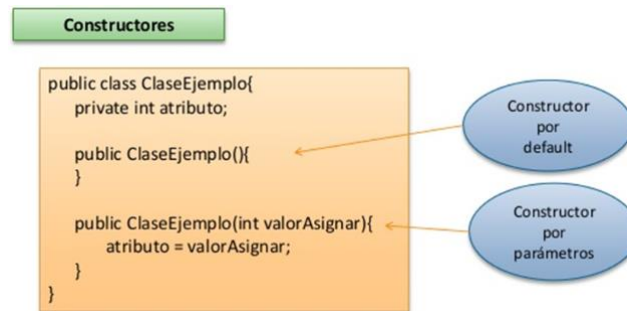 Constructores
public class ClaseEjemplo{
private int atributo;
public ClaseEjemplo(){
}
public ClaseEjemplo(int valorAsignar){
atributo = valorAsignar;
}
}
Constructor
por
default
Constructor
por
parámetros